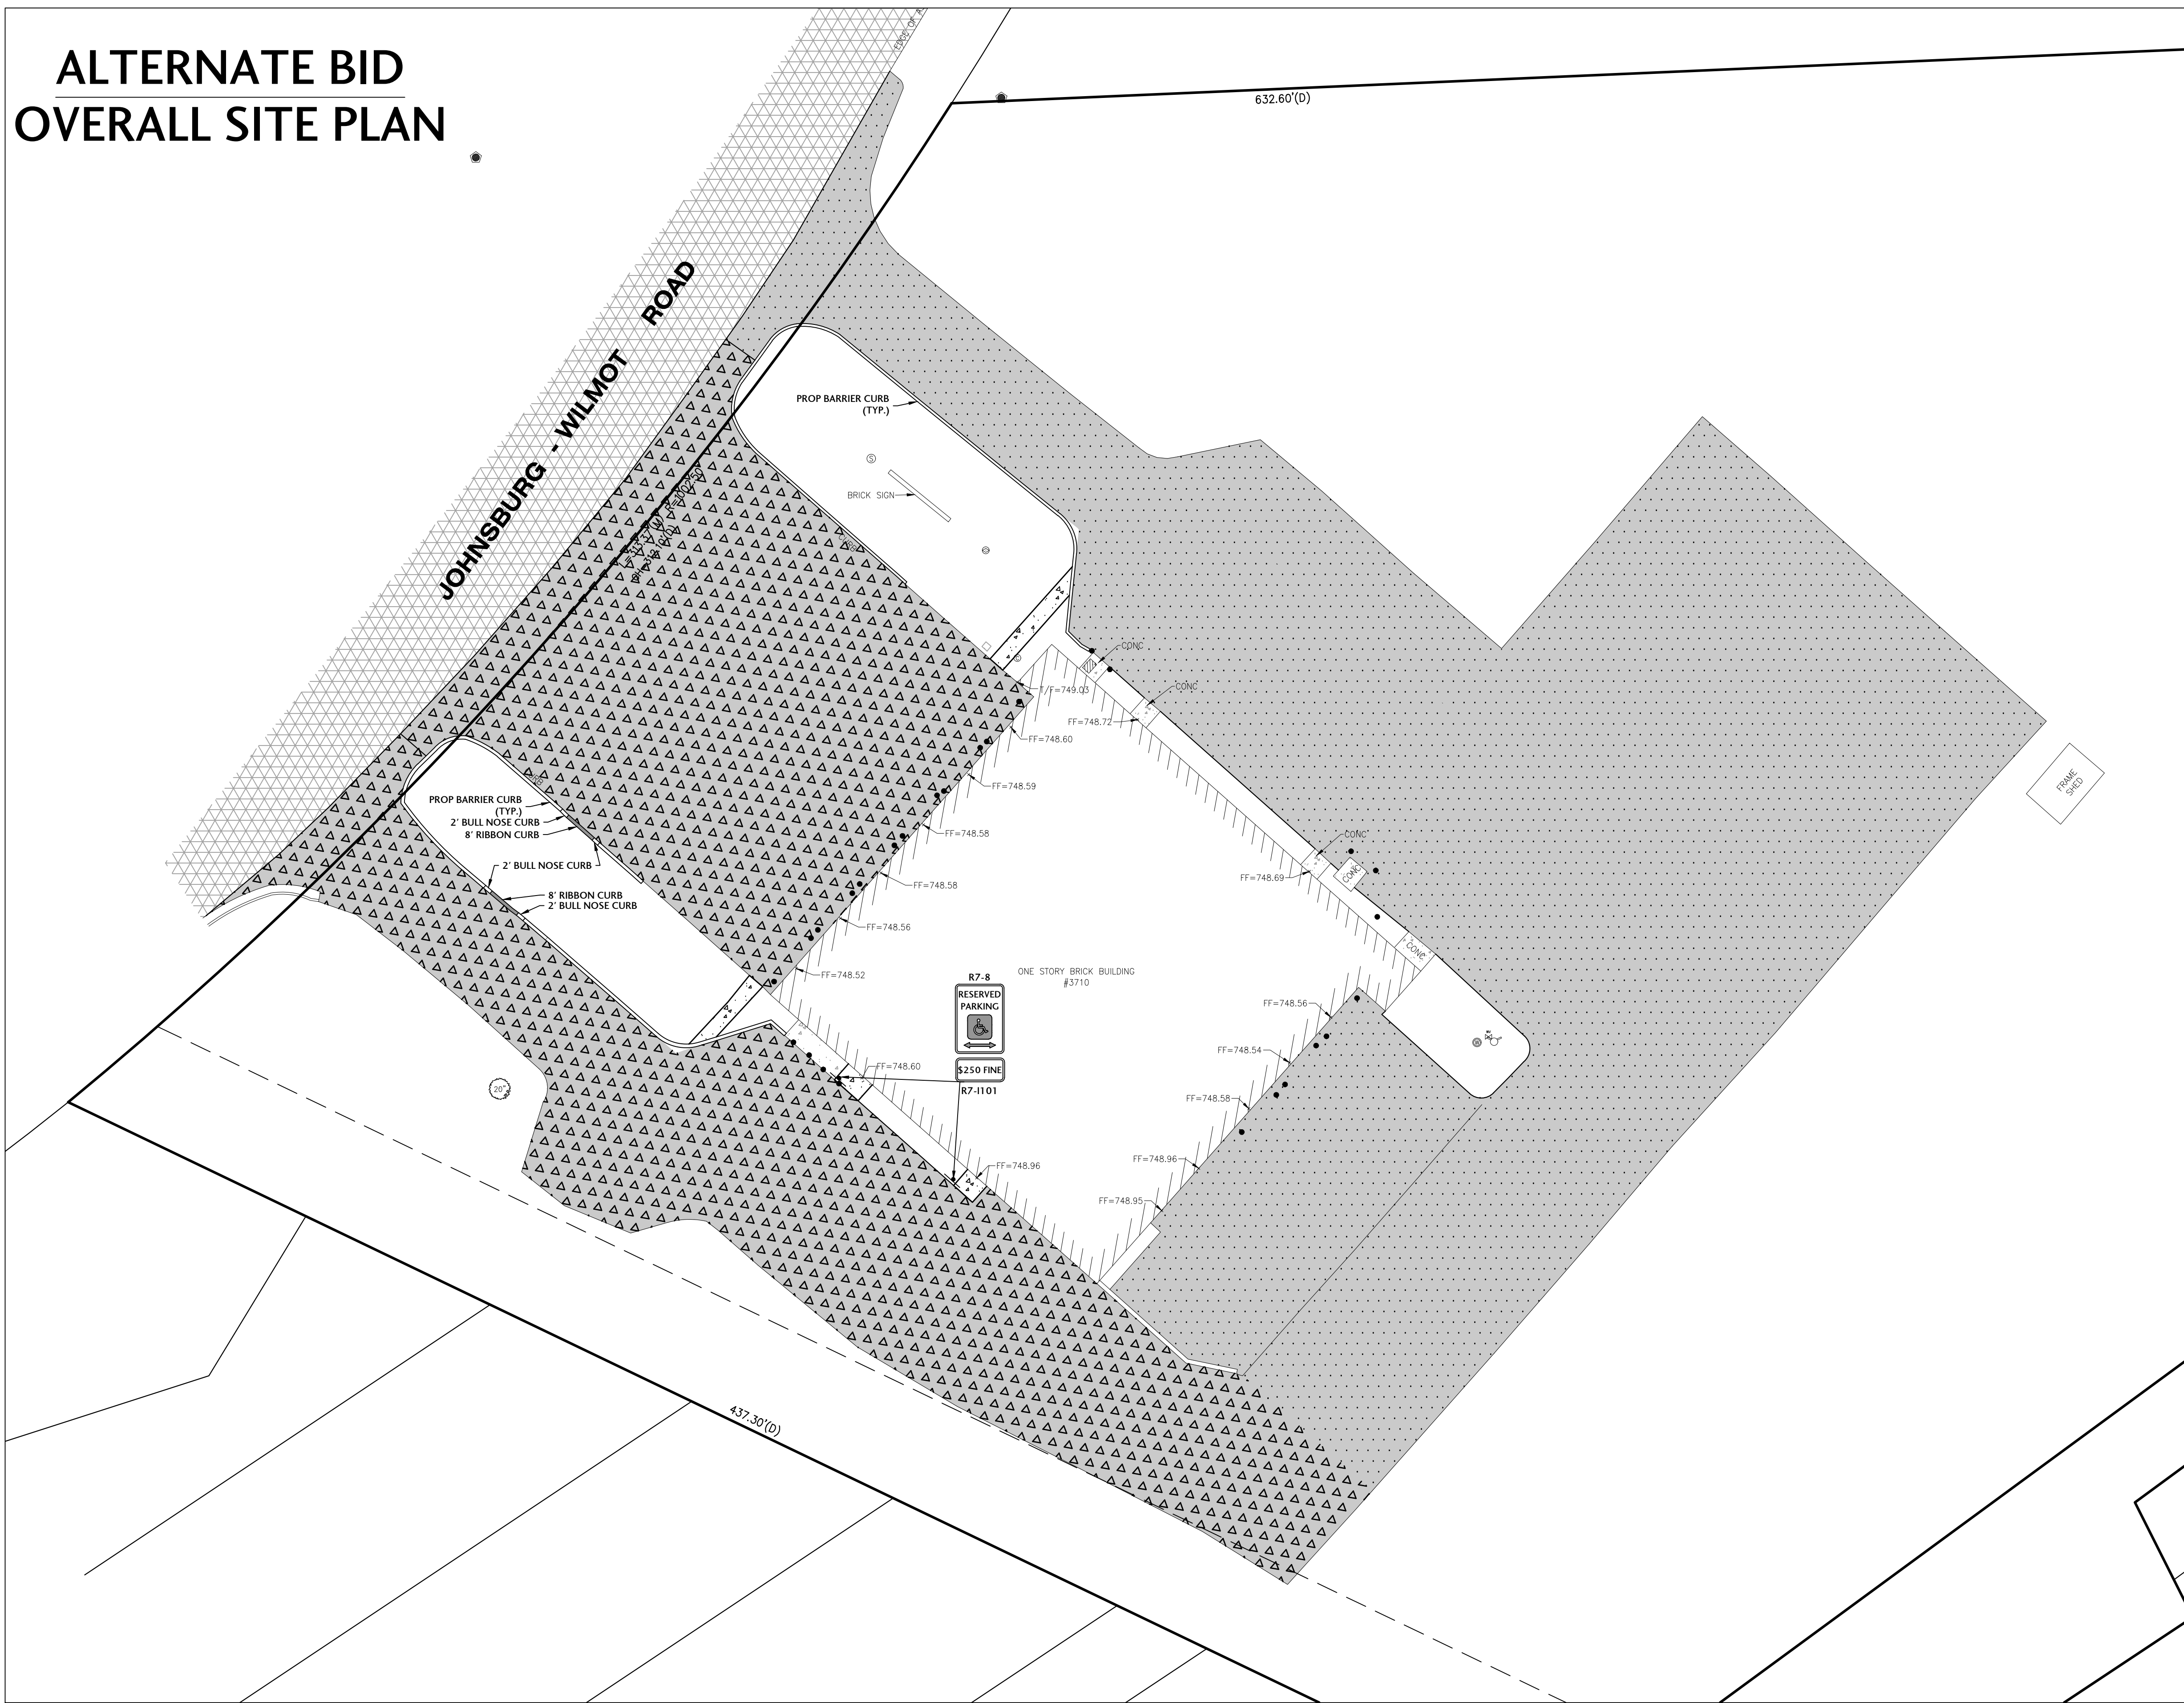 ALTERNATE BID
OVERALL SITE PLAN
EDGE OF A
632.60'(D)
JOHNSBURG - WILMOT ROAD
PROP BARRIER CURB
(TYP.)
S
BRICK SIGN
CURB
CONC
T/F=749.03
CONC
FF=748.72
FF=748.60
FRAME
SHED
FF=748.59
PROP BARRIER CURB
(TYP.)
2' BULL NOSE CURB
8' RIBBON CURB
FF=748.58
CONC
2' BULL NOSE CURB
CONC
FF=748.69
FF=748.58
8' RIBBON CURB
2' BULL NOSE CURB
FF=748.56
CONC
FF=748.52
R7-8
RESERVED
PARKING
ONE STORY BRICK BUILDING
#3710
FF=748.56
FF=748.54
FF=748.60
$250 FINE
R7-I101
20"
FF=748.58
FF=748.96
FF=748.96
FF=748.95
437.30'(D)